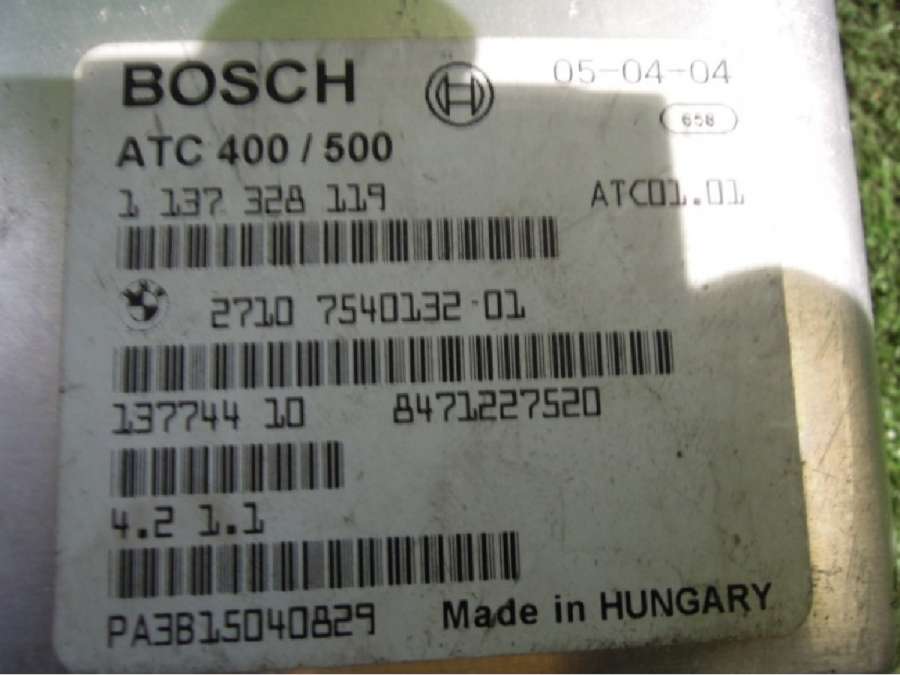 BOSCH 05-04-04
658
ATC 400 / 500
1 137 328 119 ATC01.01
2710 7540132-01
137744 10 8471227520
4.2 1.1
PA3B15040829 Made in HUNGARY